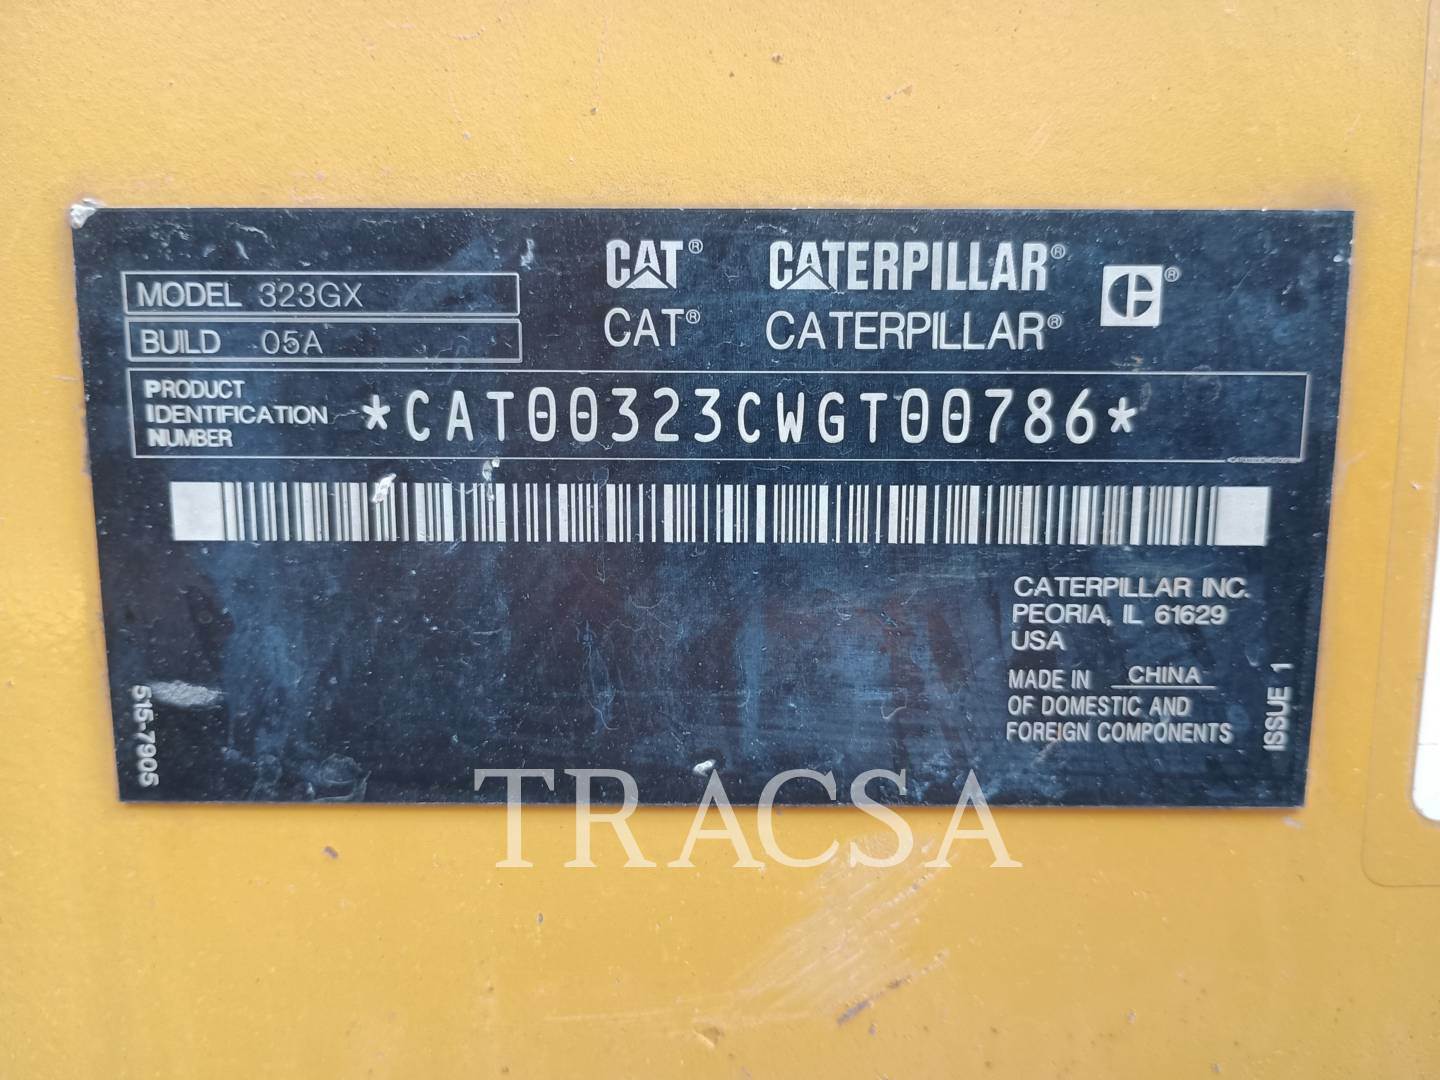 CAT® CATERPILLAR®
CAT® CATERPILLAR®
MODEL 323GX
BUILD 05A
PRODUCT
IDENTIFICATION
NUMBER
*CAT00323CWGT00786*
CATERPILLAR INC.
PEORIA, IL 61629
USA
MADE IN CHINA
OF DOMESTIC AND
FOREIGN COMPONENTS
ISSUE 1
515-7905
TRACSA